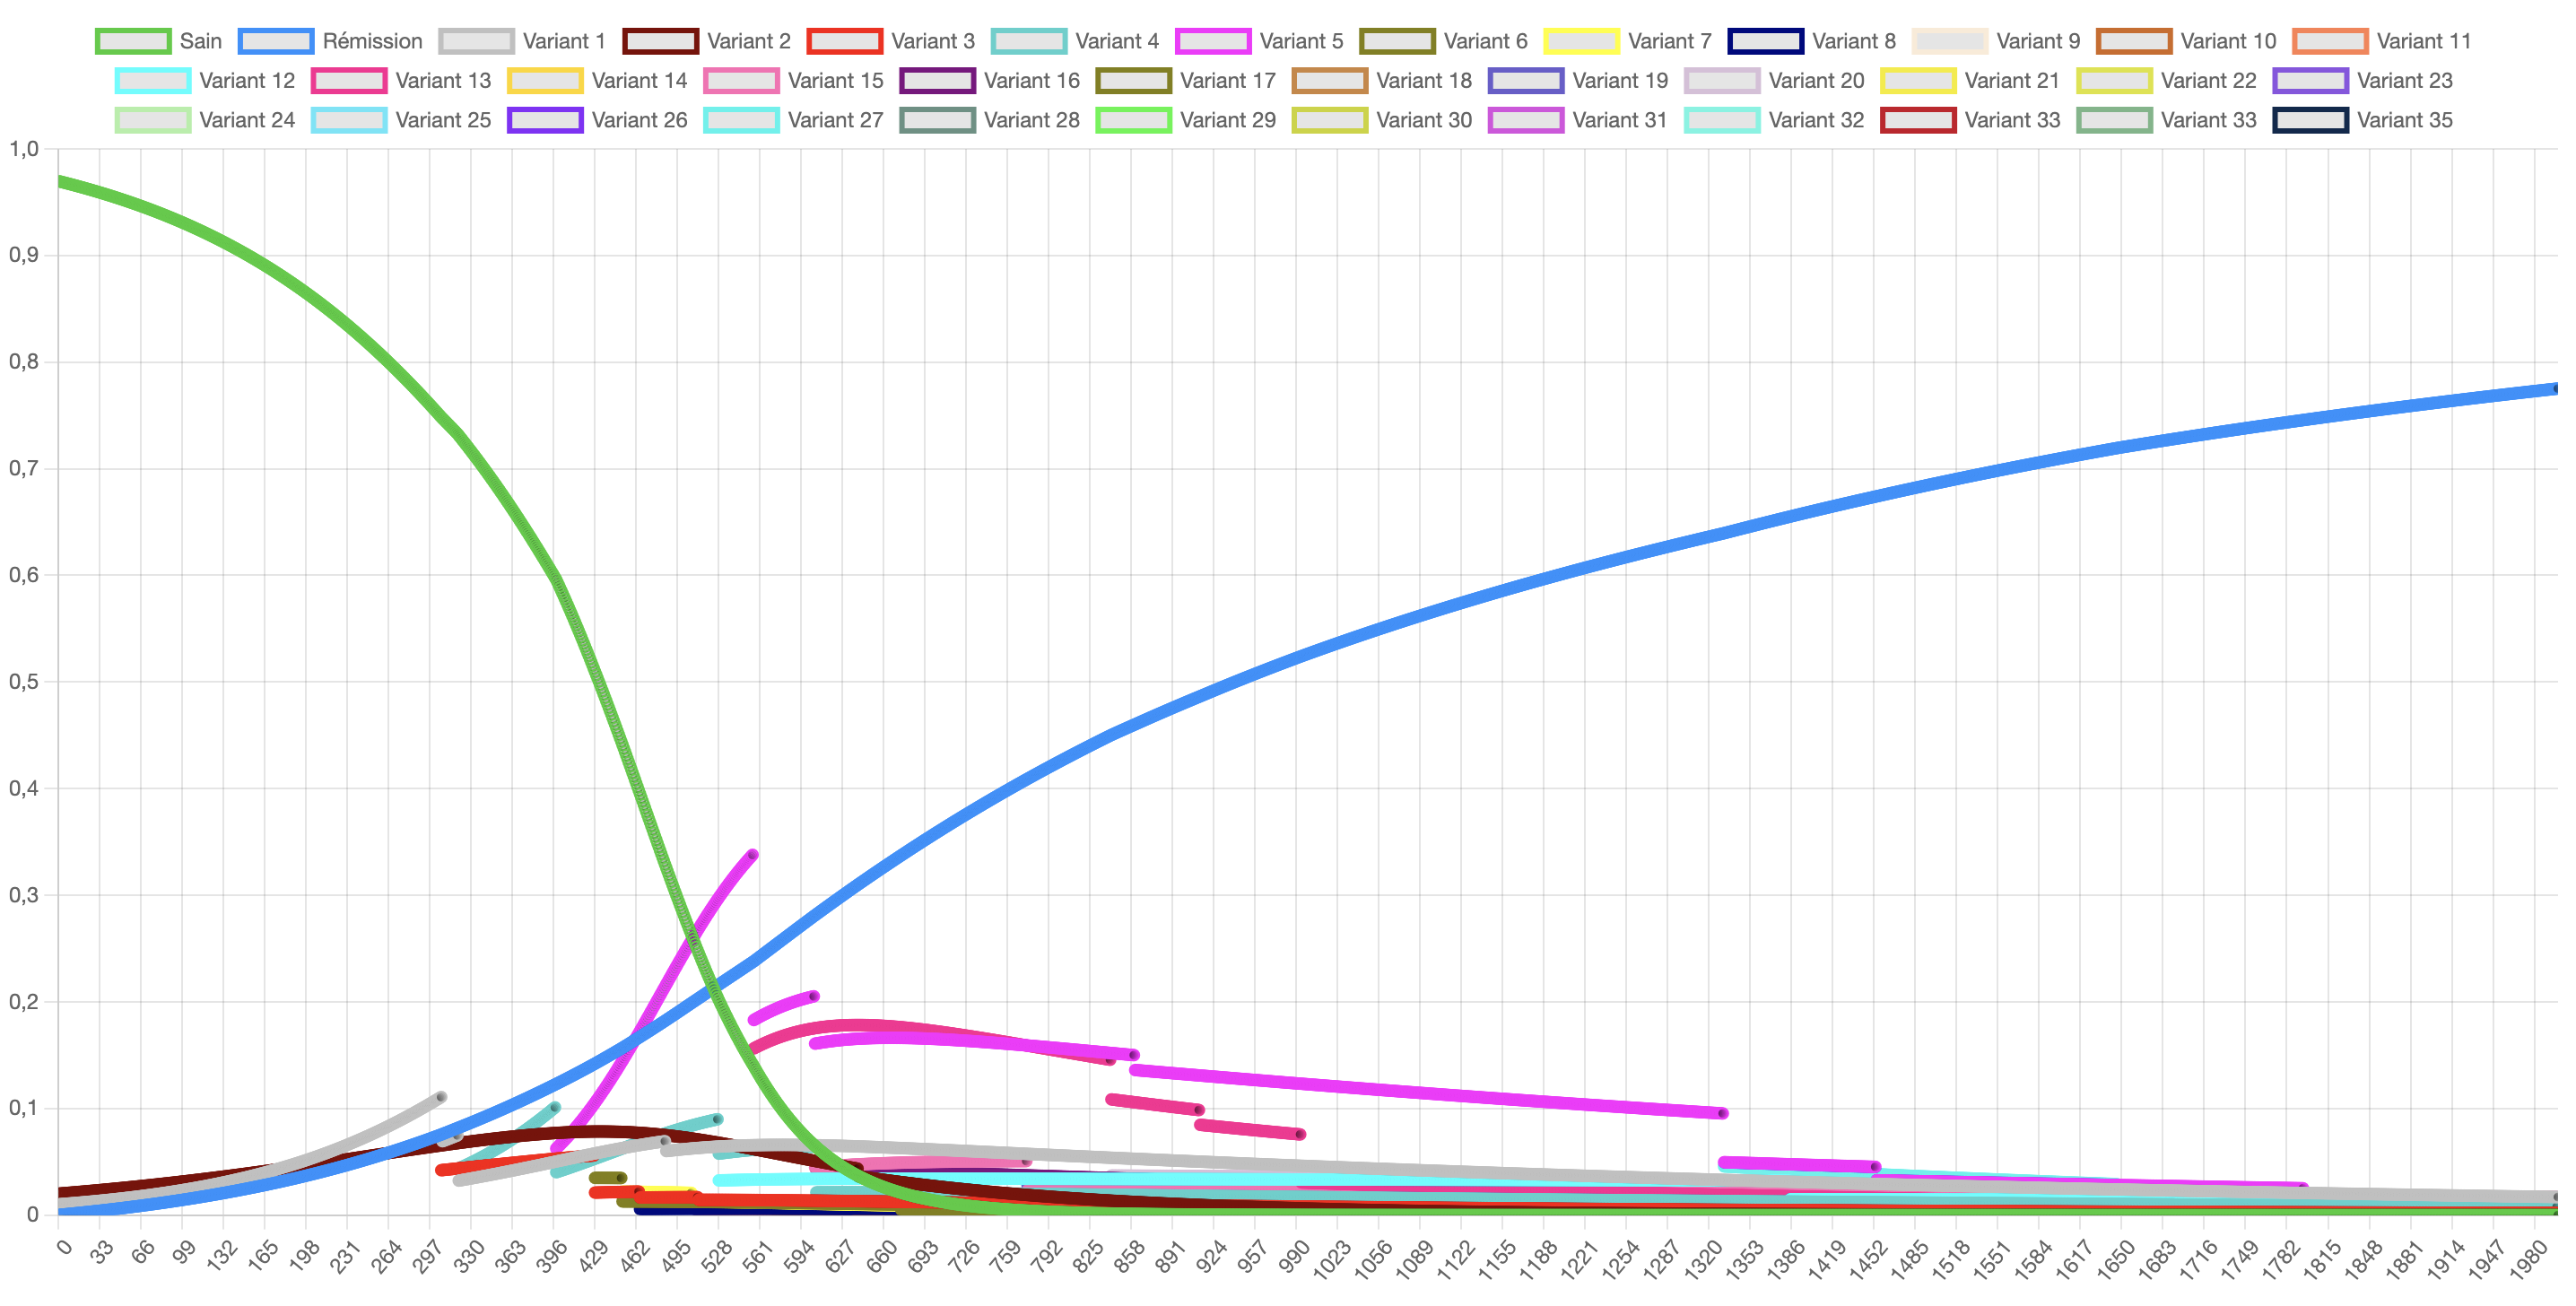 Sain Rémission Variant 1 Variant 2 Variant 3 Variant 4 Variant 5 Variant 6 Variant 7 Variant 8 Variant 9 Variant 10 Variant 11
Variant 12 Variant 13 Variant 14 Variant 15 Variant 16 Variant 17 Variant 18 Variant 19 Variant 20 Variant 21 Variant 22 Variant 23
Variant 24 Variant 25 Variant 26 Variant 27 Variant 28 Variant 29 Variant 30 Variant 31 Variant 32 Variant 33 Variant 33 Variant 35
1,0
0,9
0,8
0,7
0,6
0,5
0,4
0,3
0,2
0,1
0
0 33 66 99 132 165 198 231 264 297 330 363 396 429 462 495 528 561 594 627 660 693 726 759 792 825 858 891 924 957 990 1023 1056 1089 1122 1155 1188 1221 1254 1287 1320 1353 1386 1419 1452 1485 1518 1551 1584 1617 1650 1683 1716 1749 1782 1815 1848 1881 1914 1947 1980